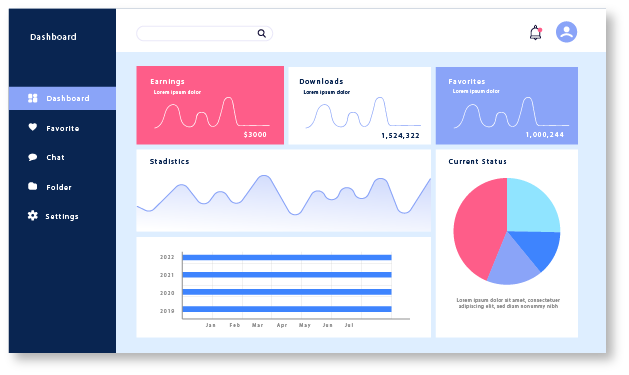 Dashboard
Dashboard
Favorite
Chat
Folder
Settings
Earnings
Lorem ipsum dolor
$3000
Downloads
Lorem ipsum dolor
1,524,322
Favorites
Lorem ipsum dolor
1,000,244
Stadistics
2022
2021
2020
2019
Jan Feb Mar Apr May Jun Jul
Current Status
Lorem ipsum dolor sit amet, consectetuer
adipiscing elit, sed diam nonummy nibh